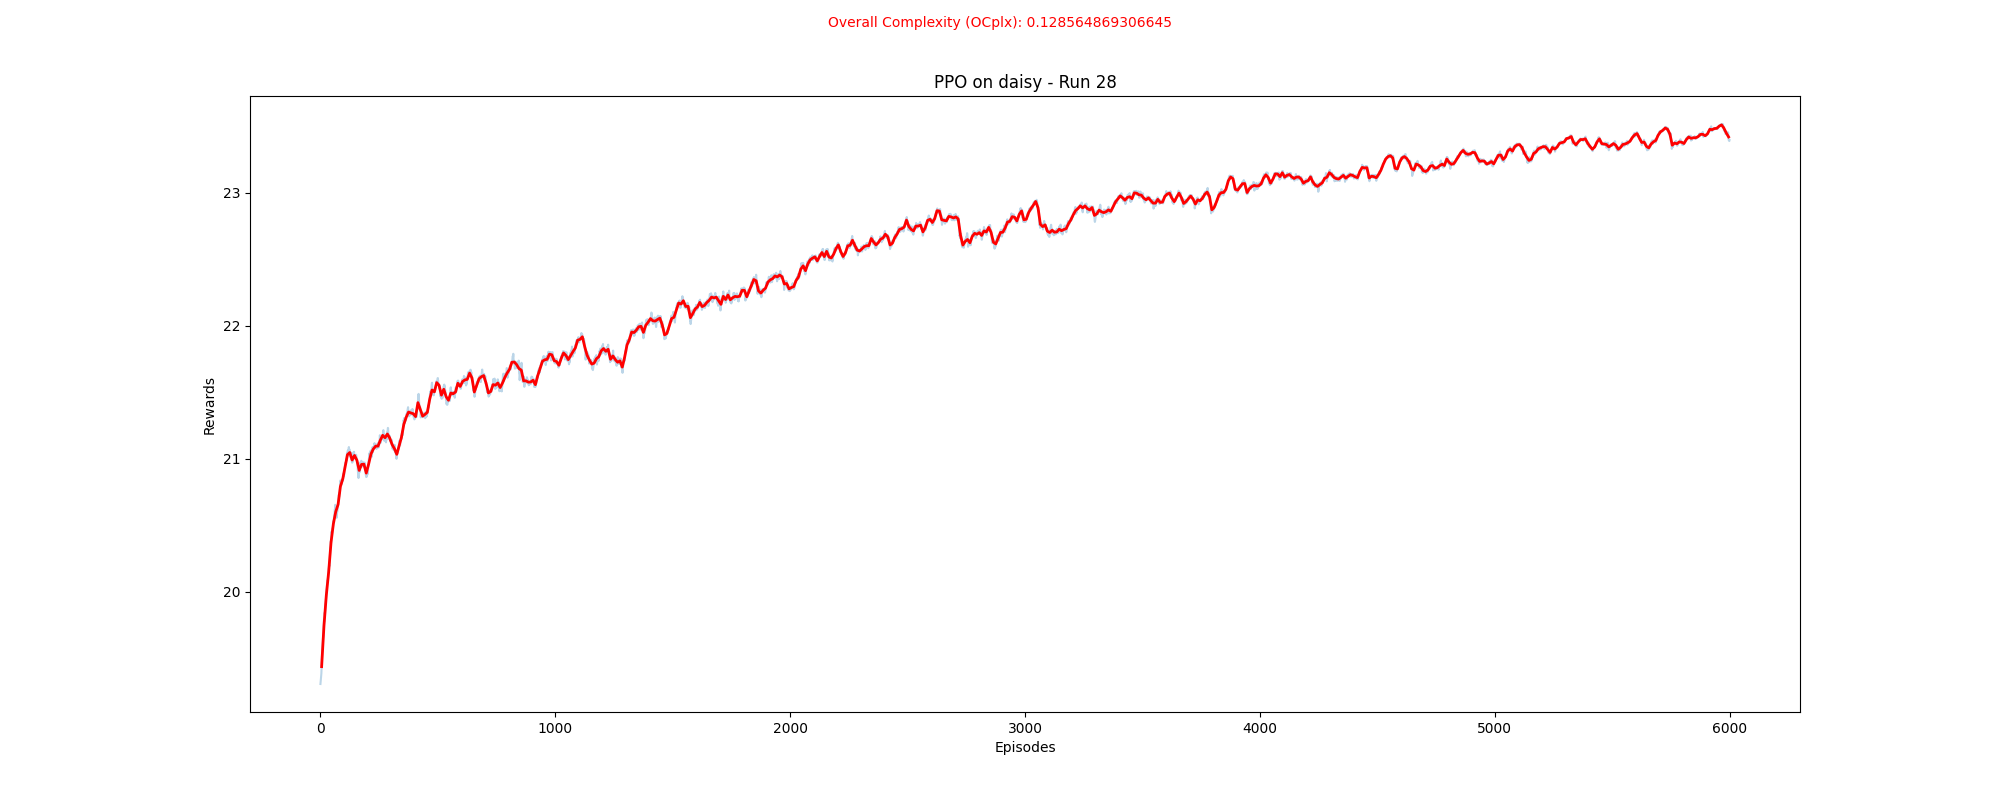 Overall Complexity (OCplx): 0.128564869306645
PPO on daisy - Run 28
23
22
21
20
Rewards
0 1000 2000 3000 4000 5000 6000
Episodes